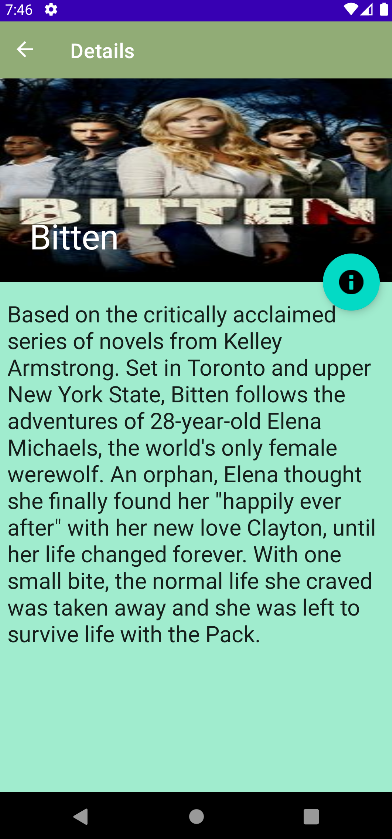 7:46
Details
BITTEN
Bitten
Based on the critically acclaimed
series of novels from Kelley
Armstrong. Set in Toronto and upper
New York State, Bitten follows the
adventures of 28-year-old Elena
Michaels, the world's only female
werewolf. An orphan, Elena thought
she finally found her "happily ever
after" with her new love Clayton, until
her life changed forever. With one
small bite, the normal life she craved
was taken away and she was left to
survive life with the Pack.